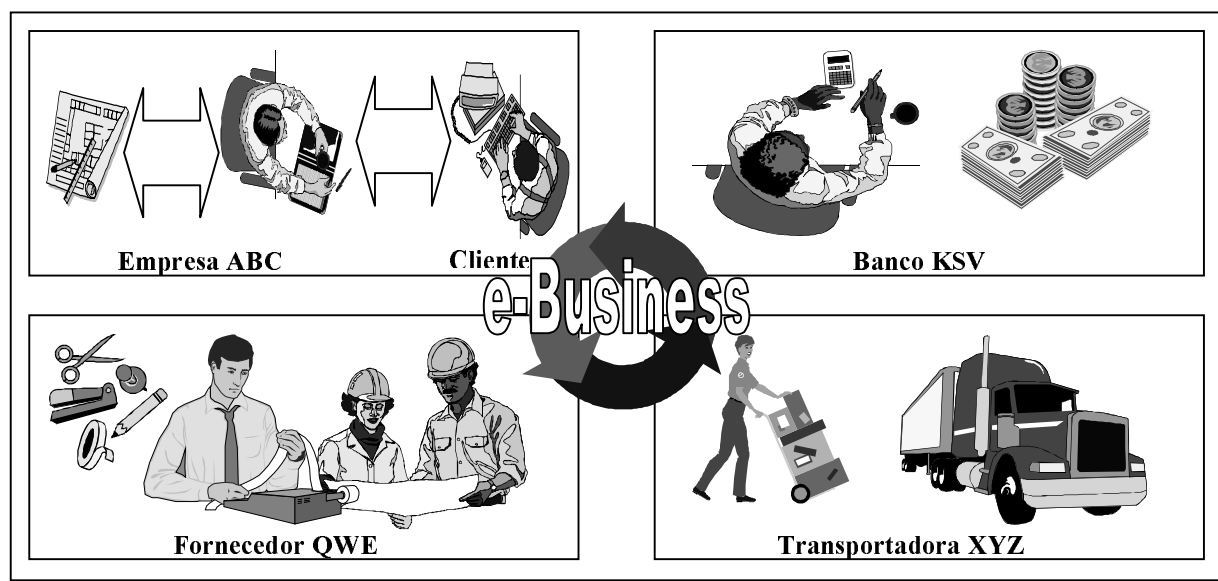 Empresa ABC
Cliente
Banco KSV
e-Business
Fornecedor QWE
Transportadora XYZ